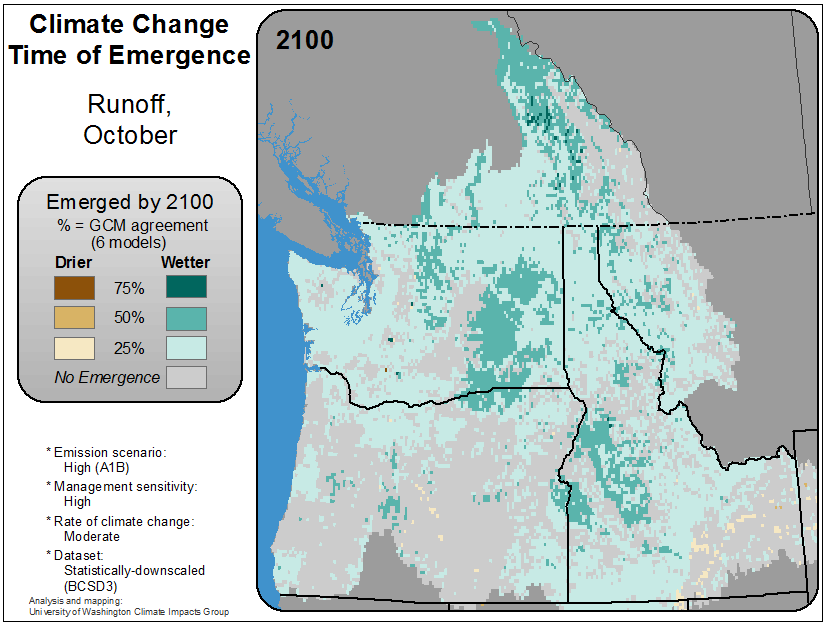 Climate Change
Time of Emergence
Runoff,
October
2100
Emerged by 2100
% = GCM agreement
(6 models)
Drier Wetter
75%
50%
25%
No Emergence
* Emission scenario:
High (A1B)
* Management sensitivity:
High
* Rate of climate change:
Moderate
* Dataset:
Statistically-downscaled
(BCSD3)
Analysis and mapping:
University of Washington Climate Impacts Group